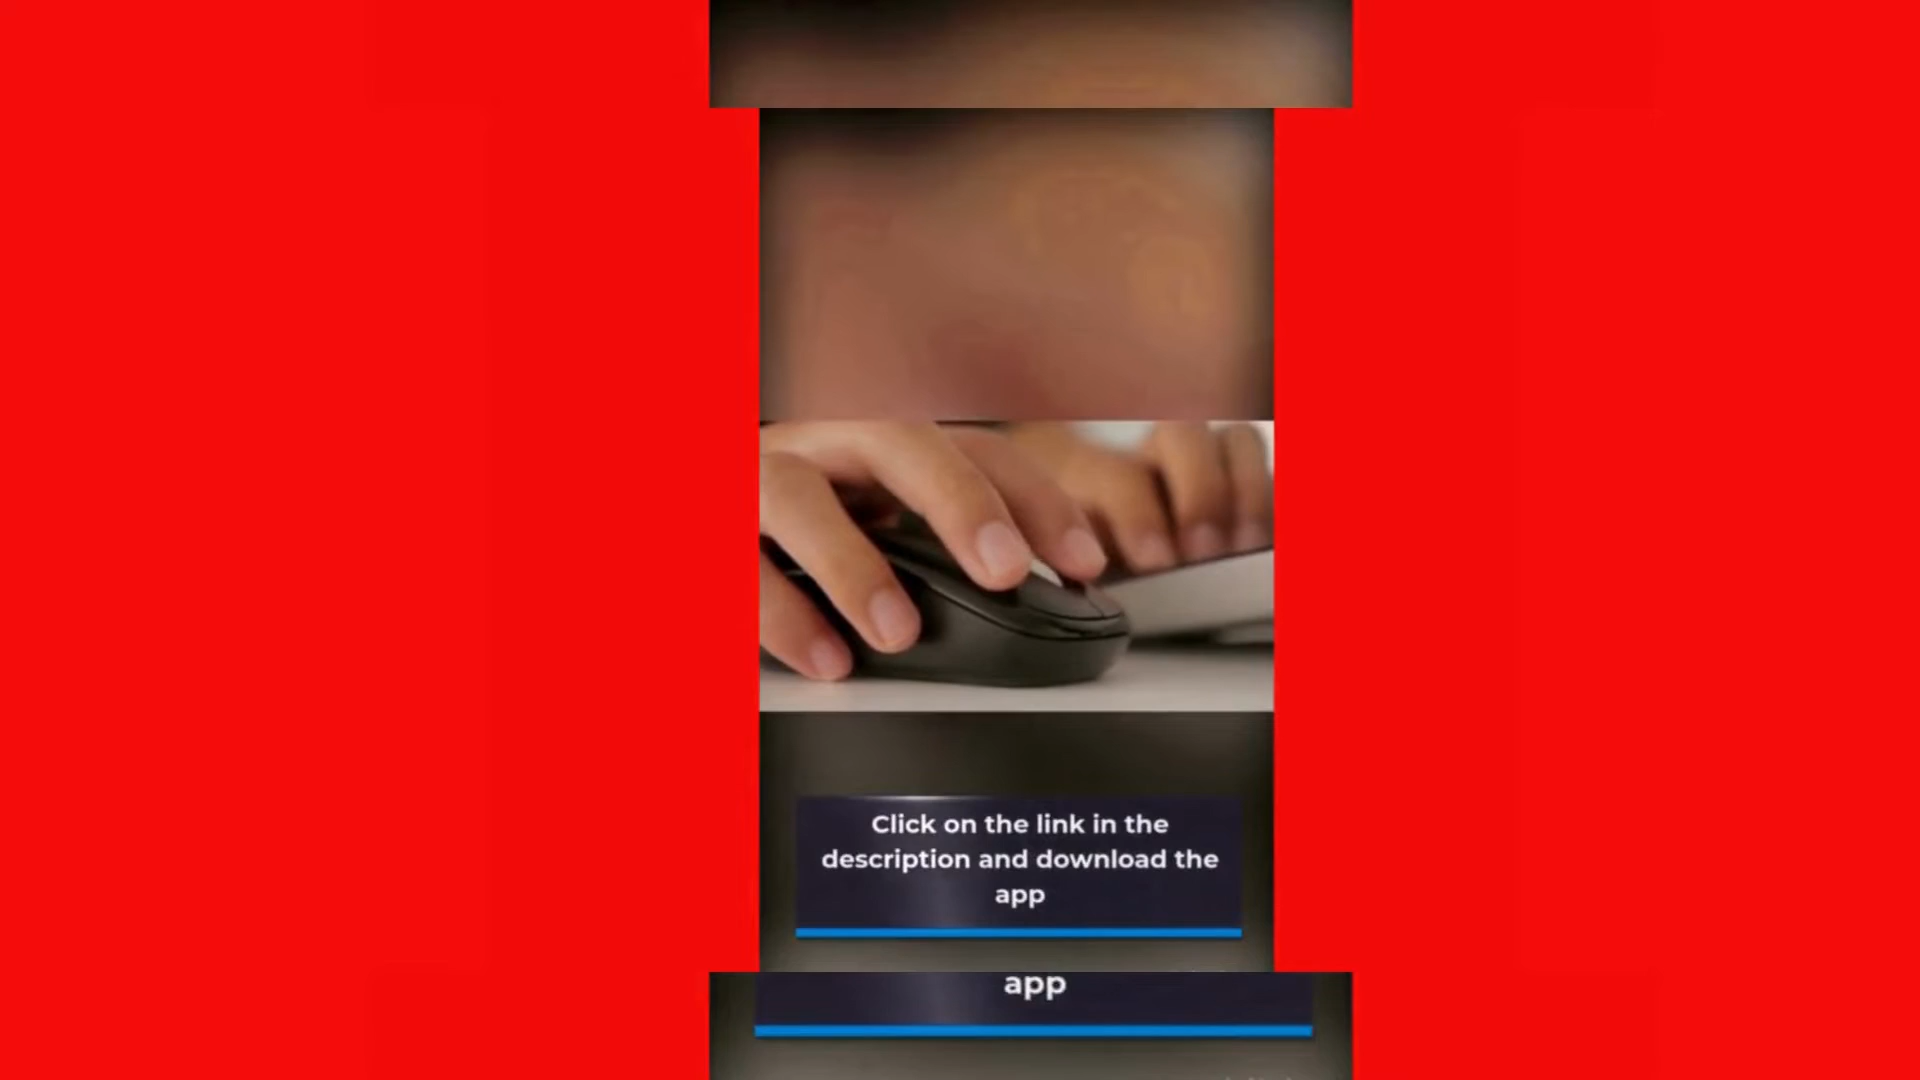 Click on the link in the
description and download the
app
app